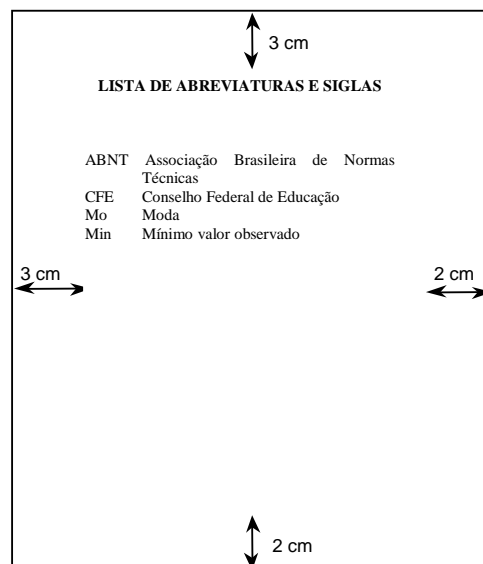 3 cm
LISTA DE ABREVIATURAS E SIGLAS
ABNT Associação Brasileira de Normas
Técnicas
CFE Conselho Federal de Educação
Mo Moda
Min Mínimo valor observado
3 cm
2 cm
2 cm